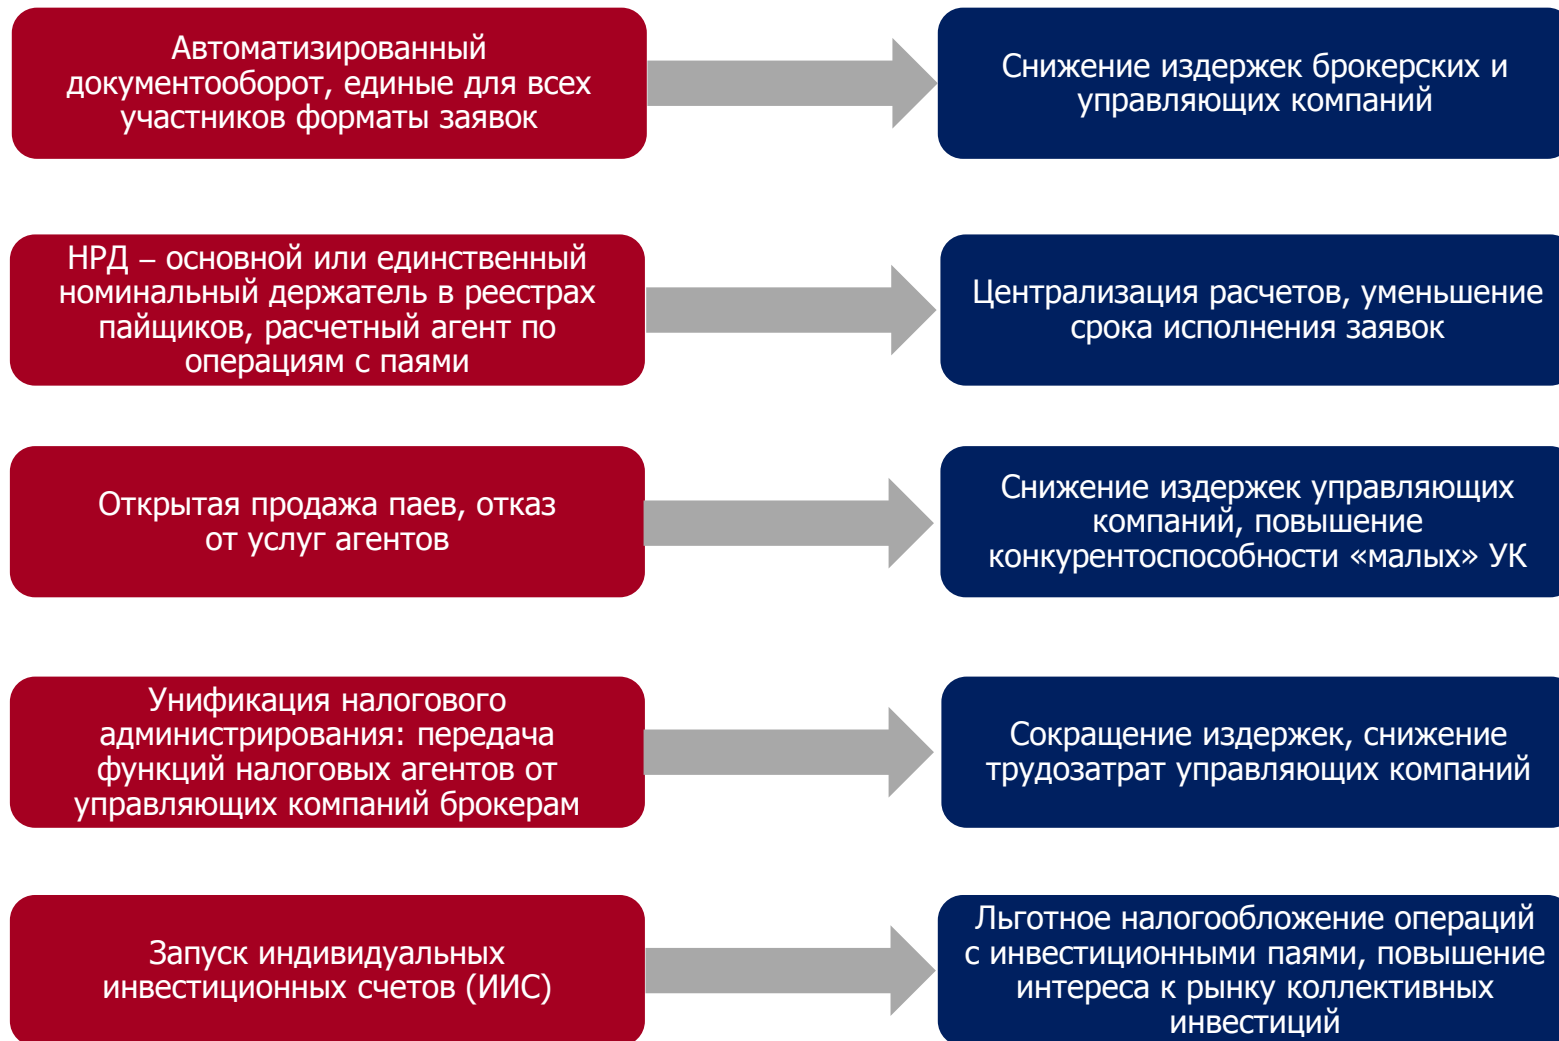 Автоматизированный
документооборот, единые для всех
участников форматы заявок
Снижение издержек брокерских и
управляющих компаний
НРД – основной или единственный
номинальный держатель в реестрах
пайщиков, расчетный агент по
операциям с паями
Централизация расчетов, уменьшение
срока исполнения заявок
Открытая продажа паев, отказ
от услуг агентов
Снижение издержек управляющих
компаний, повышение
конкурентоспособности «малых» УК
Унификация налогового
администрирования: передача
функций налоговых агентов от
управляющих компаний брокерам
Сокращение издержек, снижение
трудозатрат управляющих компаний
Запуск индивидуальных
инвестиционных счетов (ИИС)
Льготное налогообложение операций
с инвестиционными паями, повышение
интереса к рынку коллективных
инвестиций